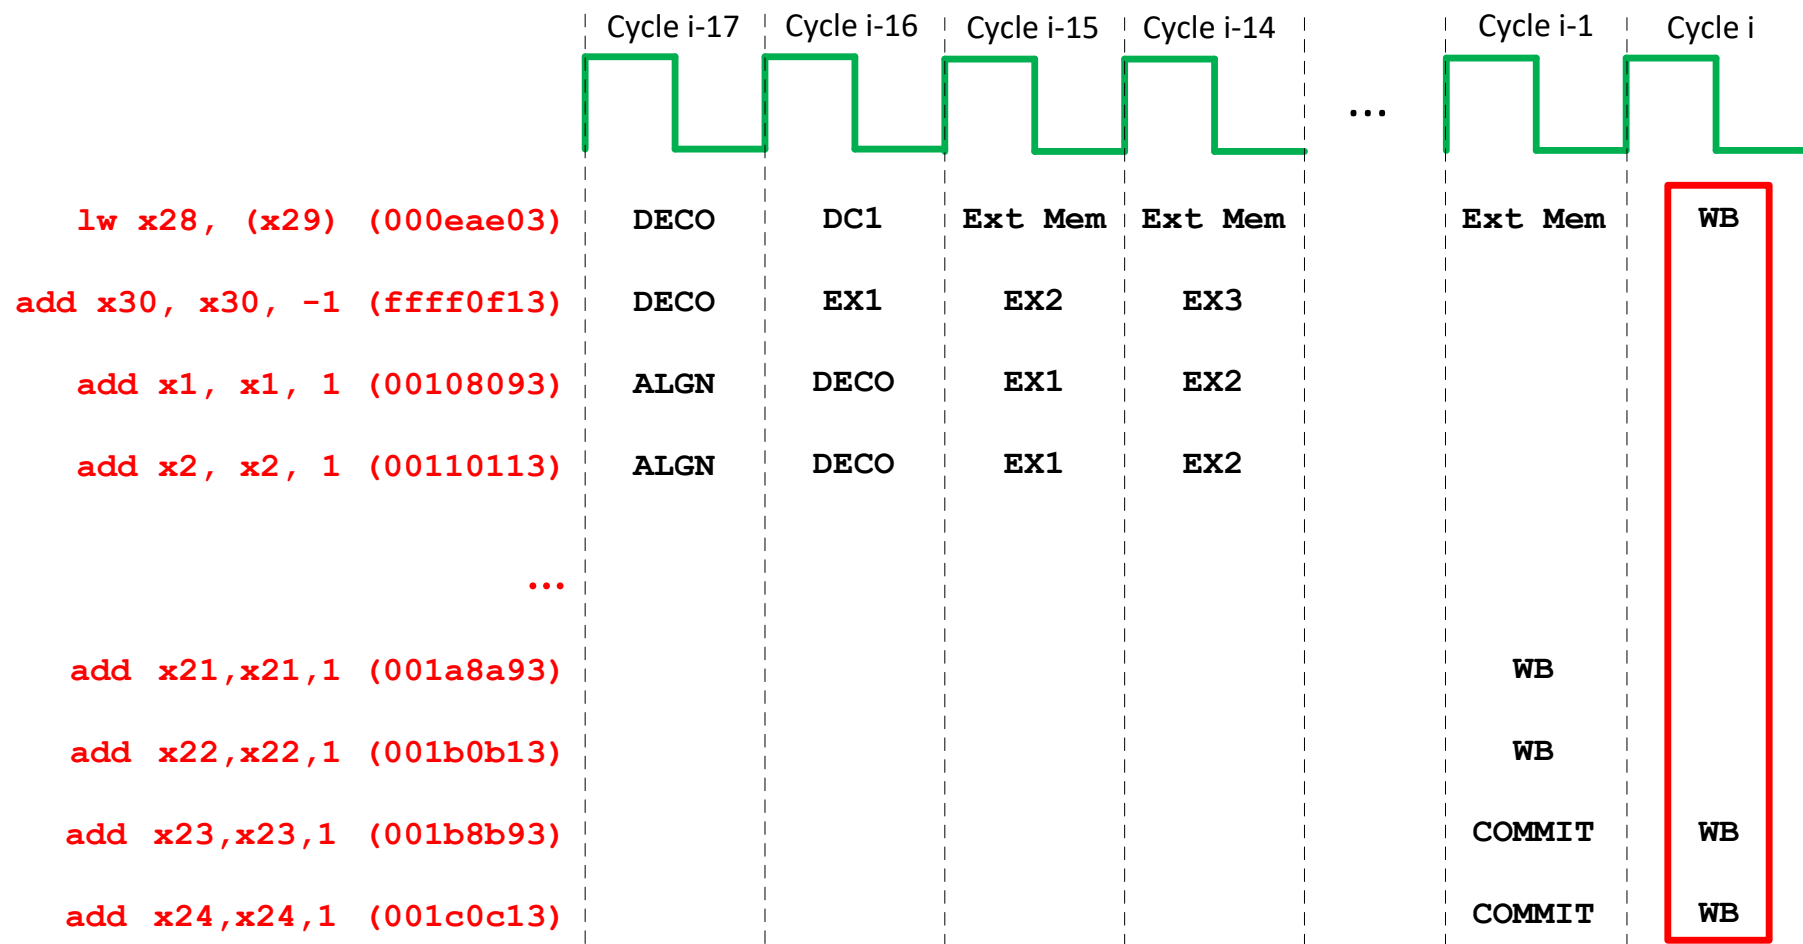 Cycle i-17 Cycle i-16 Cycle i-15 Cycle i-14 Cycle i-1 Cycle i
...
lw x28, (x29) (000eae03) DECO DC1 Ext Mem Ext Mem Ext Mem WB
add x30, x30, -1 (ffff0f13) DECO EX1 EX2 EX3
add x1, x1, 1 (00108093) ALGN DECO EX1 EX2
add x2, x2, 1 (00110113) ALGN DECO EX1 EX2
...
add x21,x21,1 (001a8a93) WB
add x22,x22,1 (001b0b13) WB
add x23,x23,1 (001b8b93) COMMIT WB
add x24,x24,1 (001c0c13) COMMIT WB